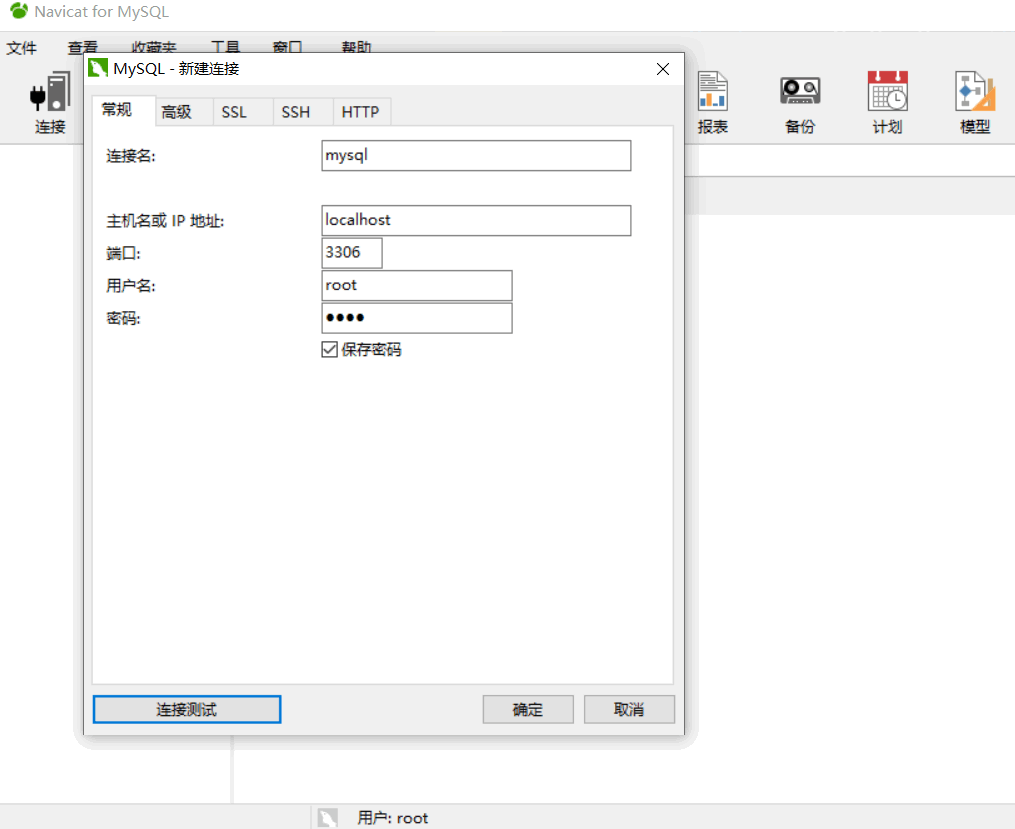 Navicat for MySQL
文件 查看 收藏夹 工具 窗口 帮助
MySQL - 新建连接
连接 报表 备份 计划 模型
常规 高级 SSL SSH HTTP
连接名: mysql
主机名或 IP 地址: localhost
端口: 3306
用户名: root
密码: ●●●●
保存密码
连接测试 确定 取消
用户: root